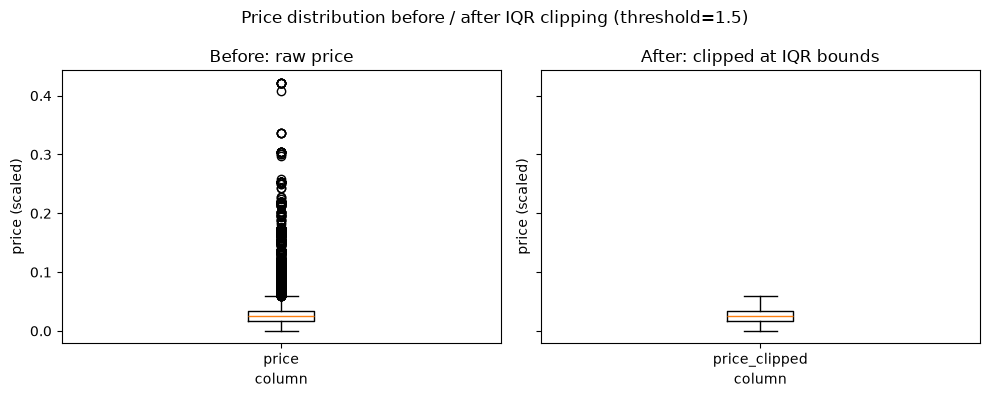 Price distribution before / after IQR clipping (threshold=1.5)
Before: raw price
price (scaled)
0.4
0.3
0.2
0.1
0.0
price
column
After: clipped at IQR bounds
price (scaled)
price_clipped
column